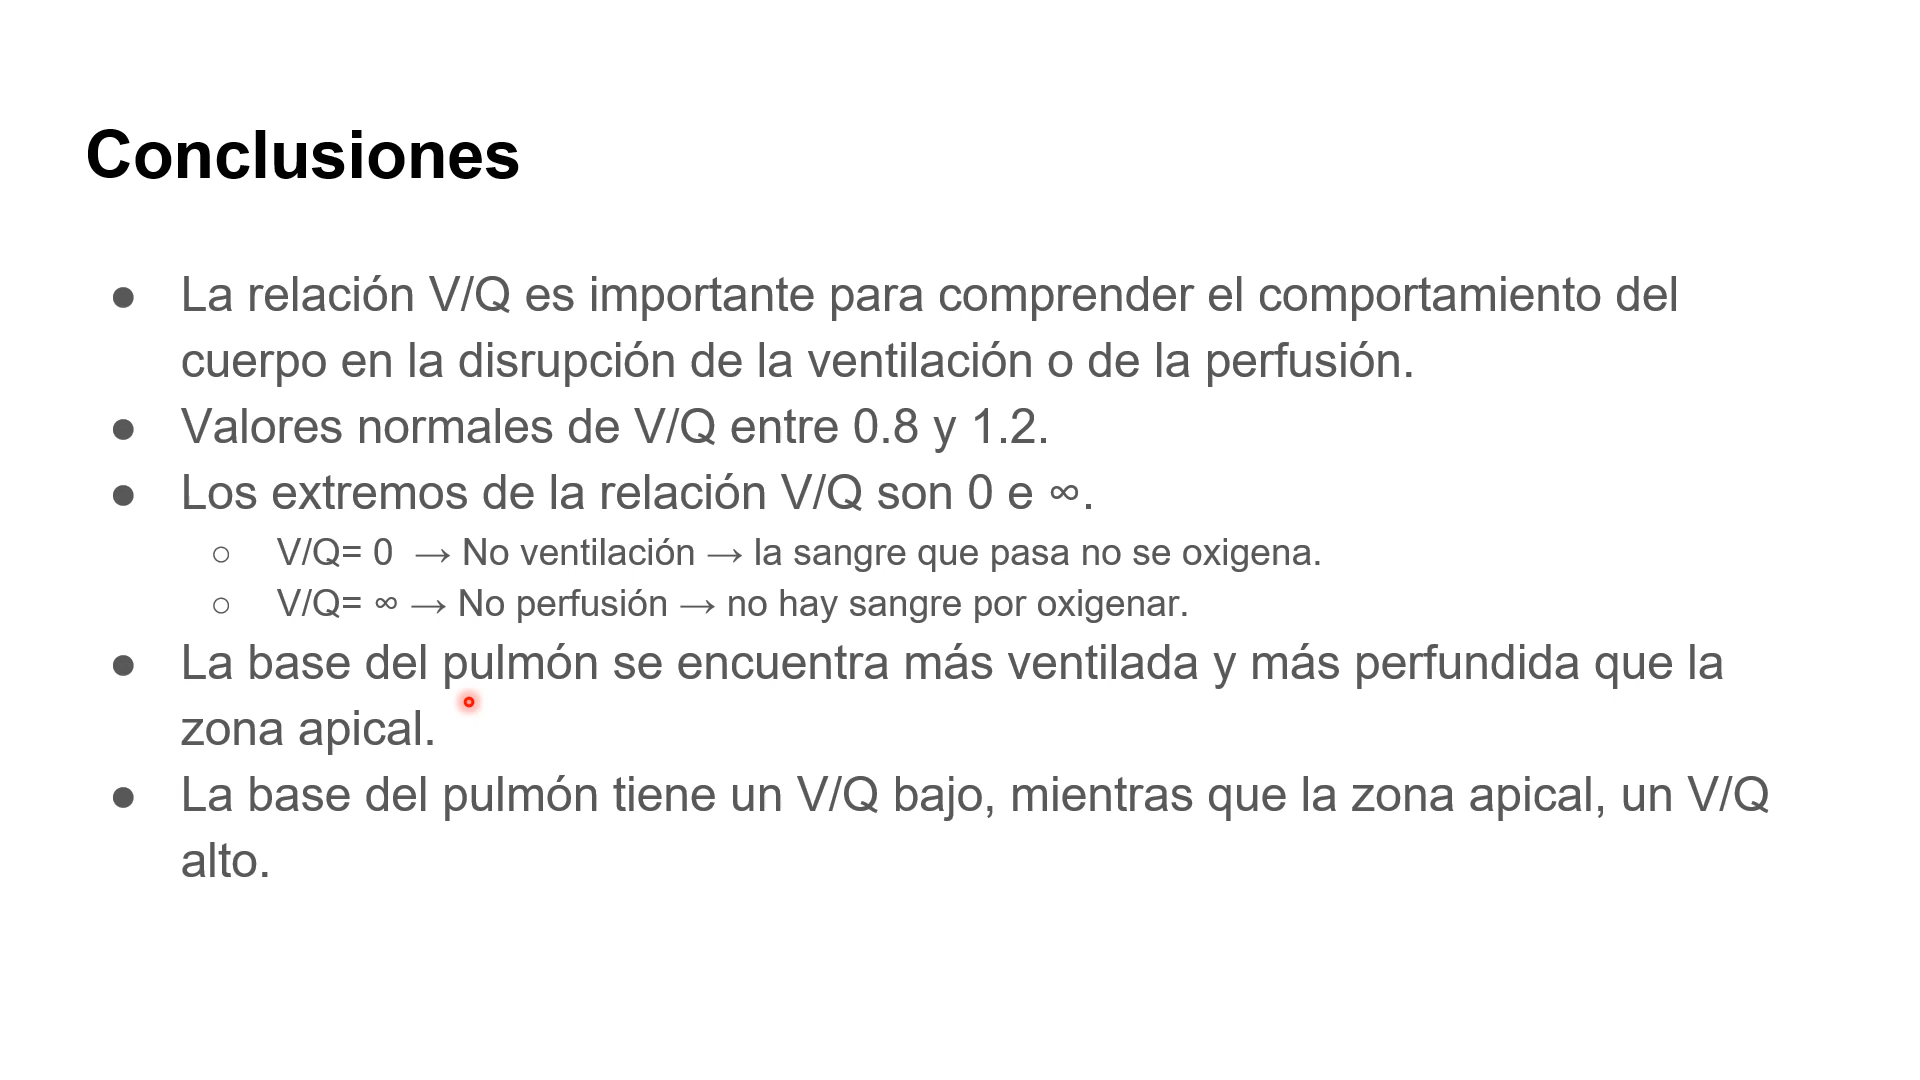 Conclusiones
● La relación V/Q es importante para comprender el comportamiento del
cuerpo en la disrupción de la ventilación o de la perfusión.
● Valores normales de V/Q entre 0.8 y 1.2.
● Los extremos de la relación V/Q son 0 e ∞.
○ V/Q= 0 → No ventilación → la sangre que pasa no se oxigena.
○ V/Q= ∞ → No perfusión → no hay sangre por oxigenar.
● La base del pulmón se encuentra más ventilada y más perfundida que la
zona apical.
● La base del pulmón tiene un V/Q bajo, mientras que la zona apical, un V/Q
alto.